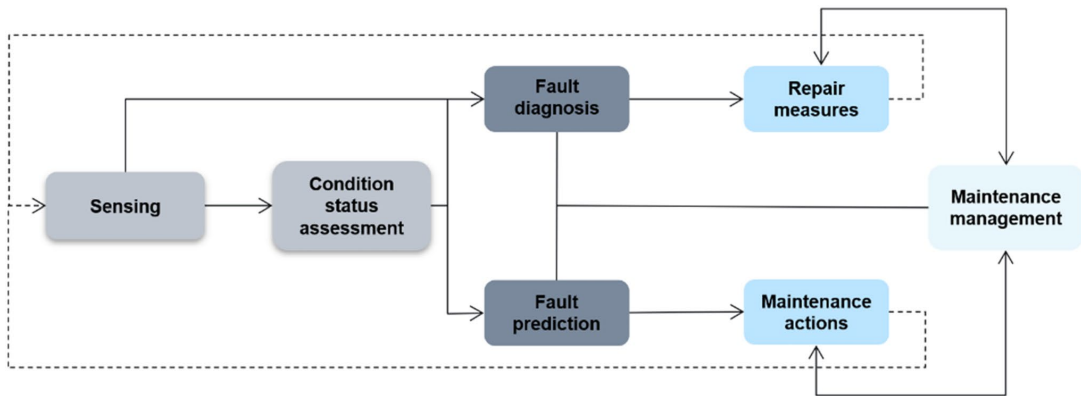 Fault
diagnosis
Repair
measures
Sensing
Condition
status
assessment
Maintenance
management
Fault
prediction
Maintenance
actions